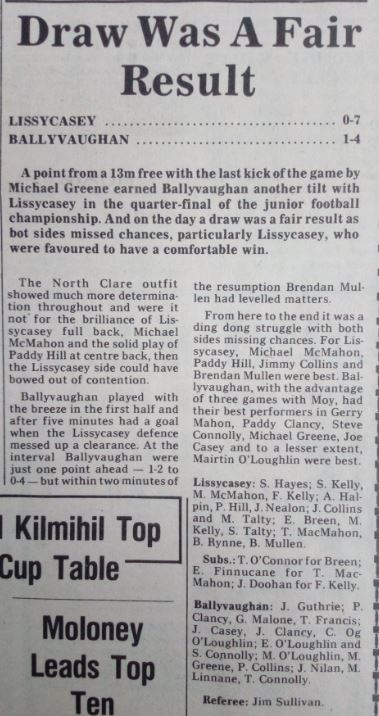 Draw Was A Fair
Result
LISSYCASEY .................................... 0-7
BALLYVAUGHAN ............................... 1-4
A point from a 13m free with the last kick of the game by
Michael Greene earned Ballyvaughan another tilt with
Lissycasey in the quarter-final of the junior football
championship. And on the day a draw was a fair result as
bot sides missed chances, particularly Lissycasey, who
were favoured to have a comfortable win.
The North Clare outfit
showed much more determina-
tion throughout and were it
not for the brilliance of Lis-
sycasey full back, Michael
McMahon and the solid play of
Paddy Hill at centre back, then
the Lissycasey side could have
bowed out of contention.
Ballyvaughan played with
the breeze in the first half and
after five minutes had a goal
when the Lissycasey defence
messed up a clearance. At the
interval Ballyvaughan were
just one point ahead — 1-2 to
0-4 — but within two minutes of
the resumption Brendan Mul-
len had levelled matters.
From here to the end it was a
ding dong struggle with both
sides missing chances. For Lis-
sycasey, Michael McMahon,
Paddy Hill, Jimmy Collins and
Brendan Mullen were best. Bal-
lyvaughan, with the advantage
of three games with Moy, had
their best performers in Gerry
Mahon, Paddy Clancy, Steve
Connolly, Michael Greene, Joe
Casey and to a lesser extent,
Mairtin O'Loughlin were best.
Lissycasey: S. Hayes; S. Kelly,
M. McMahon, F. Kelly; A. Hal-
pin, P. Hill, J. Nealon; J. Collins
and M. Talty; E. Breen, M.
Kelly, S. Talty; T. MacMahon,
B. Rynne, B. Mullen.
Subs.: T. O'Connor for Breen;
E. Finnucane for T. Mac-
Mahon; J. Doohan for F. Kelly.
Ballyvaughan: J. Guthrie; P.
Clancy, G. Malone, T. Francis;
J. Casey, J. Clancy, C. Og
O'Loughlin; E. O'Loughlin and
S. Connolly; M. O'Loughlin, M.
Greene, P. Collins; J. Nilan, M.
Linnane, T. Connolly.
Referee: Jim Sullivan.
Kilmihil Top
Cup Table
Moloney
Leads Top
Ten